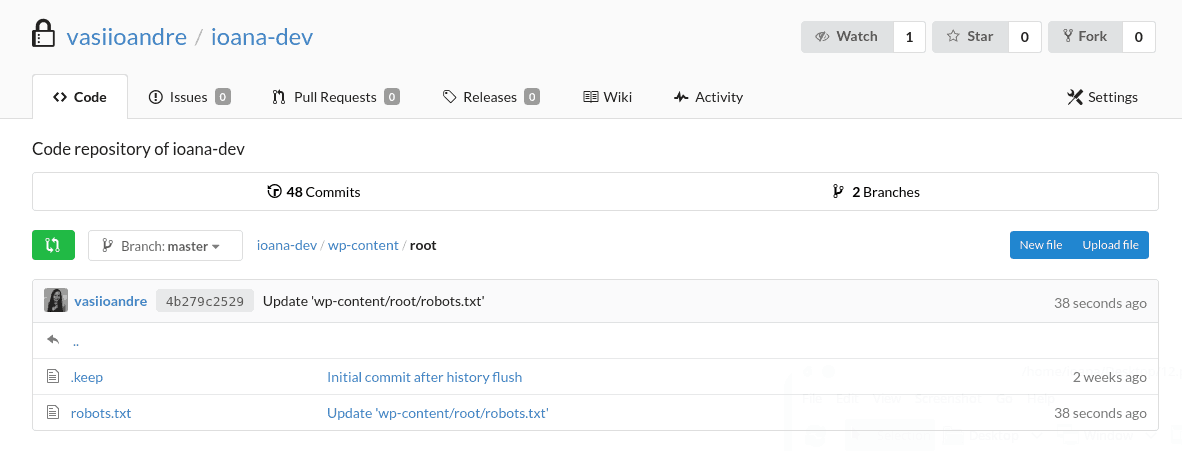 vasiioandre / ioana-dev
Watch 1 Star 0 Fork 0
Code Issues 0 Pull Requests 0 Releases 0 Wiki Activity Settings
Code repository of ioana-dev
48 Commits 2 Branches
Branch: master ioana-dev / wp-content / root New file Upload file
vasiioandre 4b279c2529 Update 'wp-content/root/robots.txt' 38 seconds ago
..
.keep Initial commit after history flush 2 weeks ago
robots.txt Update 'wp-content/root/robots.txt' 38 seconds ago